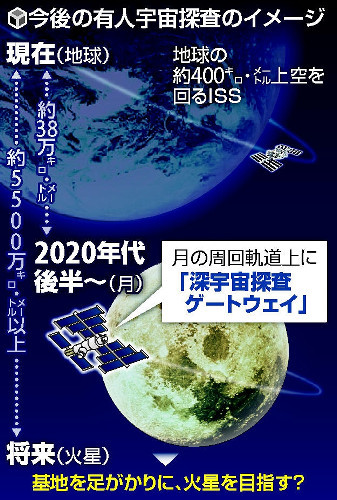 今後の有人宇宙探査のイメージ
現在(地球)
地球の
約400キロ・メートル上空を
回るISS
約38万キロ・メートル
約5500万キロ・メートル以上
2020年代
後半〜(月)
月の周回軌道上に
「深宇宙探査
ゲートウェイ」
将来(火星)
基地を足がかりに、火星を目指す?